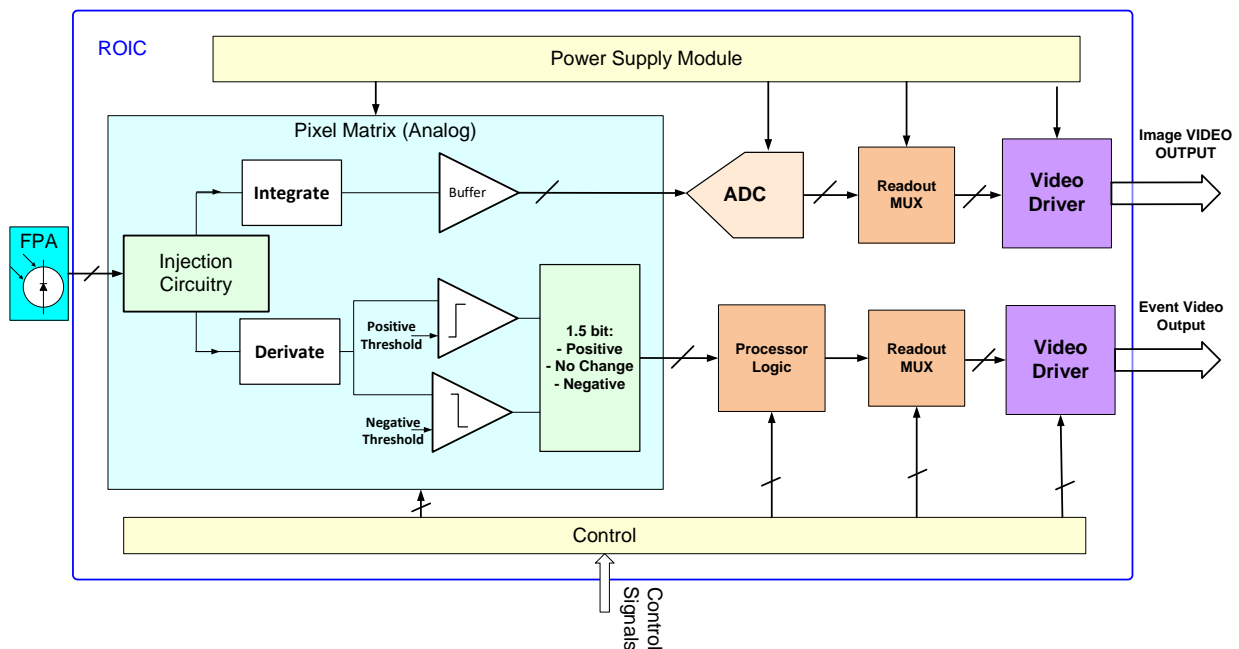 ROIC
Power Supply Module
Pixel Matrix (Analog)
Image VIDEO
OUTPUT
Integrate
Buffer
ADC
Readout
MUX
Video
Driver
FPA
Injection
Circuitry
Derivate
Positive
Threshold
Negative
Threshold
1.5 bit:
- Positive
- No Change
- Negative
Processor
Logic
Readout
MUX
Video
Driver
Event Video
Output
Control
Control
Signals